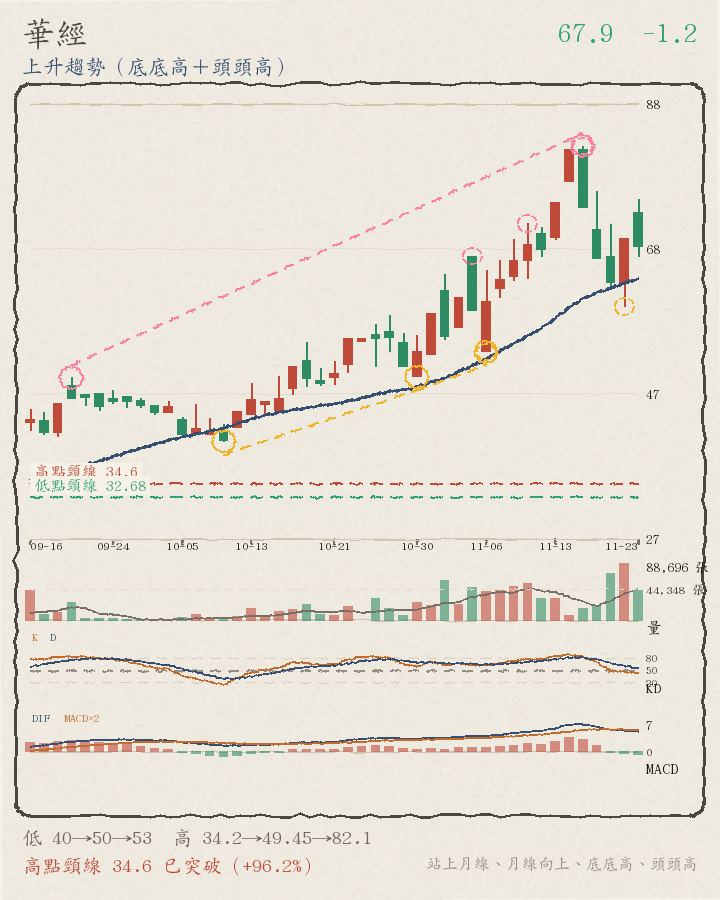 華經
67.9 -1.2
上升趨勢（底底高＋頭頭高）
88
68
47
高點頸線 34.6
低點頸線 32.68
27
09-16 09-24 10-05 10-13 10-21 10-30 11-06 11-13 11-23
88,696 張
44,348 張
量
K D
80
50
20
KD
DIF MACD×2
7
0
MACD
低 40→50→53 高 34.2→49.45→82.1
高點頸線 34.6 已突破（+96.2%）
站上月線、月線向上、底底高、頭頭高